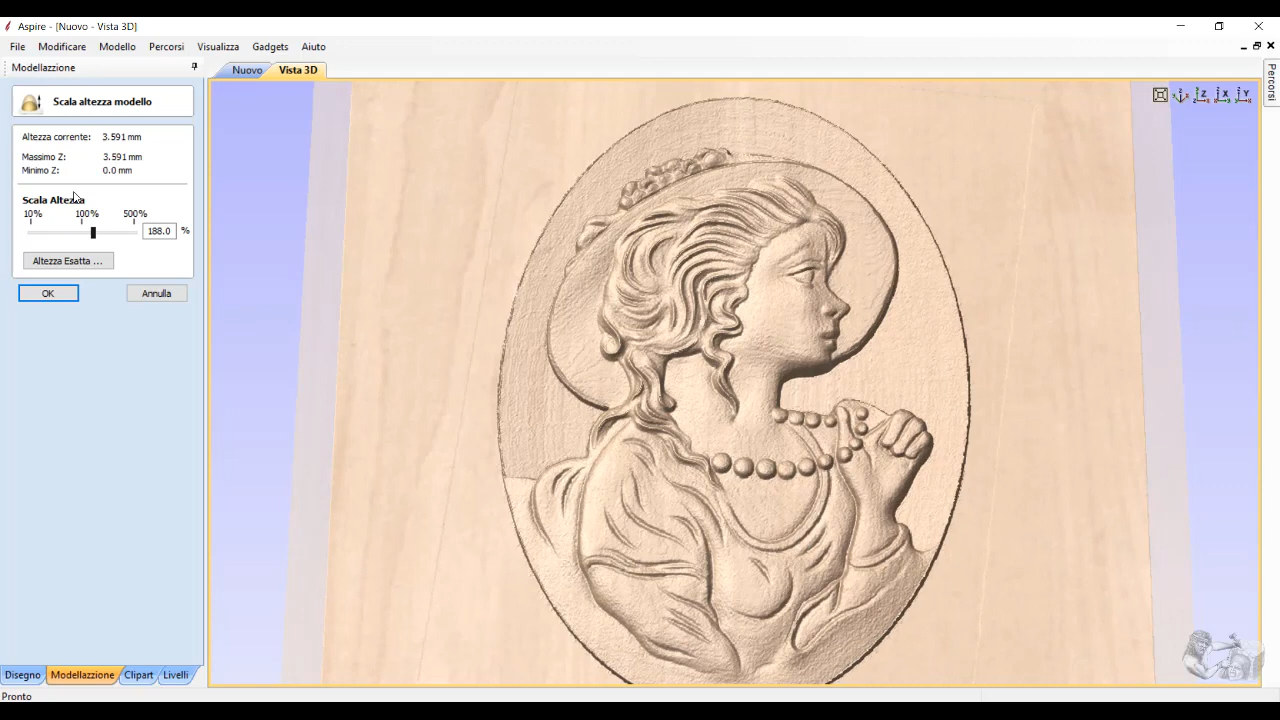 Aspire - [Nuovo - Vista 3D]
File Modificare Modello Percorsi Visualizza Gadgets Aiuto
Modellazzione
Nuovo Vista 3D
Percorsi
Scala altezza modello
Z X Y
Altezza corrente: 3.591 mm
Massimo Z: 3.591 mm
Minimo Z: 0.0 mm
Scala Altezza
10% 100% 500%
188.0 %
Altezza Esatta ...
OK Annulla
Disegno Modellazzione Clipart Livelli
Pronto